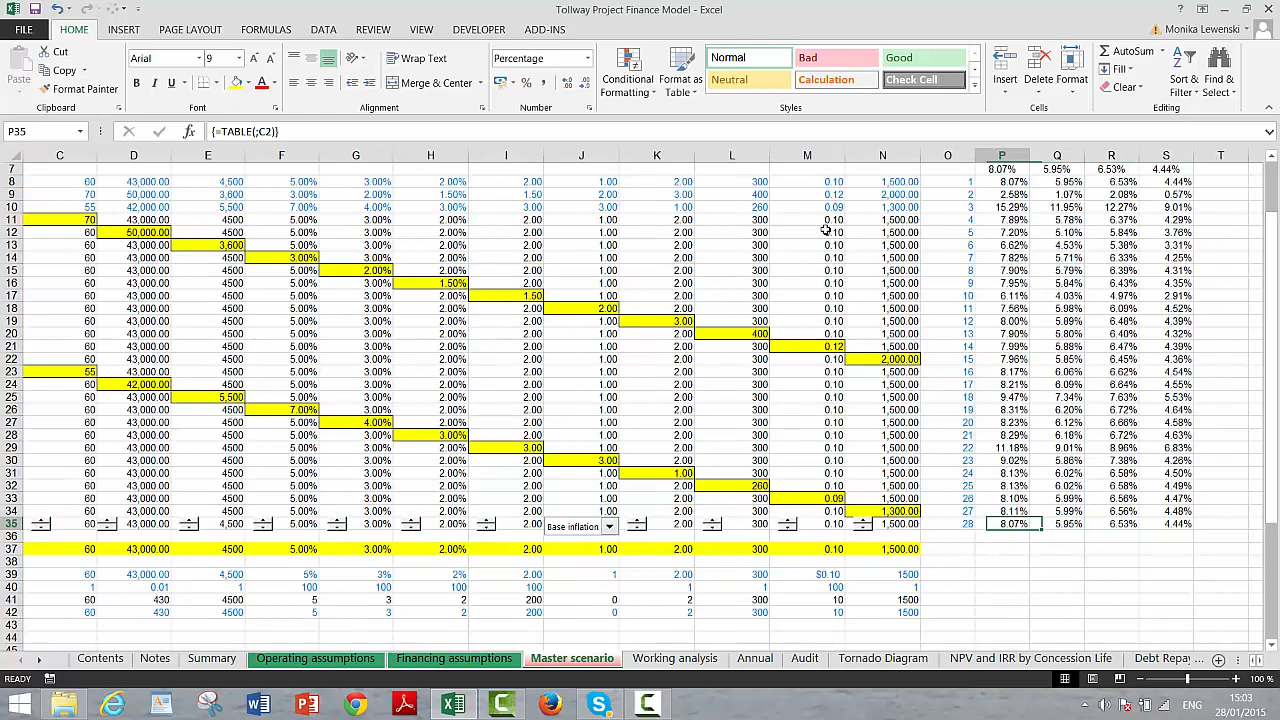 Tollway Project Finance Model - Excel
FILE HOME INSERT PAGE LAYOUT FORMULAS DATA REVIEW VIEW DEVELOPER ADD-INS Monika Lewenski
Paste Cut Copy Format Painter Clipboard
Arial 9 B I U Font
Wrap Text Merge & Center Alignment
Percentage % Number
Conditional Formatting Format as Table
Normal Bad Good
Neutral Calculation Check Cell
Styles
Insert Delete Format Cells
AutoSum Fill Clear Sort & Filter Find & Select Editing
P35 fx {=TABLE(;C2)}
C D E F G H I J K L M N O P Q R S T
7 8.07% 5.95% 6.53% 4.44%
8 60 43,000.00 4,500 5.00% 3.00% 2.00% 2.00 1.00 2.00 300 0.10 1,500.00 1 8.07% 5.95% 6.53% 4.44%
9 70 50,000.00 3,600 3.00% 2.00% 1.50% 1.50 2.00 3.00 400 0.12 2,000.00 2 2.58% 1.07% 2.08% 0.57%
10 55 42,000.00 5,500 7.00% 4.00% 3.00% 3.00 3.00 1.00 260 0.09 1,300.00 3 15.29% 11.95% 12.27% 9.01%
11 70 43,000.00 4500 5.00% 3.00% 2.00% 2.00 1.00 2.00 300 0.10 1,500.00 4 7.89% 5.78% 6.37% 4.29%
12 60 50,000.00 4500 5.00% 3.00% 2.00% 2.00 1.00 2.00 300 0.10 1,500.00 5 7.20% 5.10% 5.84% 3.76%
13 60 43,000.00 3,600 5.00% 3.00% 2.00% 2.00 1.00 2.00 300 0.10 1,500.00 6 6.62% 4.53% 5.38% 3.31%
14 60 43,000.00 4500 3.00% 3.00% 2.00% 2.00 1.00 2.00 300 0.10 1,500.00 7 7.82% 5.71% 6.33% 4.25%
15 60 43,000.00 4500 5.00% 2.00% 2.00% 2.00 1.00 2.00 300 0.10 1,500.00 8 7.90% 5.79% 6.39% 4.31%
16 60 43,000.00 4500 5.00% 3.00% 1.50% 2.00 1.00 2.00 300 0.10 1,500.00 9 7.95% 5.84% 6.43% 4.35%
17 60 43,000.00 4500 5.00% 3.00% 2.00% 1.50 1.00 2.00 300 0.10 1,500.00 10 6.11% 4.03% 4.97% 2.91%
18 60 43,000.00 4500 5.00% 3.00% 2.00% 2.00 2.00 2.00 300 0.10 1,500.00 11 7.56% 5.98% 6.09% 4.52%
19 60 43,000.00 4500 5.00% 3.00% 2.00% 2.00 1.00 3.00 300 0.10 1,500.00 12 8.00% 5.89% 6.48% 4.39%
20 60 43,000.00 4500 5.00% 3.00% 2.00% 2.00 1.00 2.00 400 0.10 1,500.00 13 7.90% 5.80% 6.40% 4.32%
21 60 43,000.00 4500 5.00% 3.00% 2.00% 2.00 1.00 2.00 300 0.12 1,500.00 14 7.99% 5.88% 6.47% 4.36%
22 60 43,000.00 4500 5.00% 3.00% 2.00% 2.00 1.00 2.00 300 0.10 2,000.00 15 7.96% 5.85% 6.45% 4.36%
23 55 43,000.00 4500 5.00% 3.00% 2.00% 2.00 1.00 2.00 300 0.10 1,500.00 16 8.17% 6.06% 6.62% 4.54%
24 60 42,000.00 4500 5.00% 3.00% 2.00% 2.00 1.00 2.00 300 0.10 1,500.00 17 8.21% 6.09% 6.64% 4.55%
25 60 43,000.00 5,500 5.00% 3.00% 2.00% 2.00 1.00 2.00 300 0.10 1,500.00 18 9.47% 7.34% 7.63% 5.53%
26 60 43,000.00 4500 7.00% 3.00% 2.00% 2.00 1.00 2.00 300 0.10 1,500.00 19 8.31% 6.20% 6.72% 4.64%
27 60 43,000.00 4500 5.00% 4.00% 2.00% 2.00 1.00 2.00 300 0.10 1,500.00 20 8.23% 6.12% 6.66% 4.58%
28 60 43,000.00 4500 5.00% 3.00% 3.00% 2.00 1.00 2.00 300 0.10 1,500.00 21 8.29% 6.18% 6.72% 4.63%
29 60 43,000.00 4500 5.00% 3.00% 2.00% 3.00 1.00 2.00 300 0.10 1,500.00 22 11.18% 9.01% 8.98% 6.83%
30 60 43,000.00 4500 5.00% 3.00% 2.00% 2.00 3.00 2.00 300 0.10 1,500.00 23 9.02% 5.86% 7.39% 4.26%
31 60 43,000.00 4500 5.00% 3.00% 2.00% 2.00 1.00 1.00 300 0.10 1,500.00 24 8.13% 6.02% 6.58% 4.50%
32 60 43,000.00 4500 5.00% 3.00% 2.00% 2.00 1.00 2.00 260 0.10 1,500.00 25 8.13% 6.02% 6.58% 4.49%
33 60 43,000.00 4500 5.00% 3.00% 2.00% 2.00 1.00 2.00 300 0.09 1,500.00 26 8.10% 5.99% 6.56% 4.47%
34 60 43,000.00 4500 5.00% 3.00% 2.00% 2.00 1.00 2.00 300 0.10 1,300.00 27 8.11% 5.99% 6.56% 4.48%
35 60 43,000.00 4,500 5.00% 3.00% 2.00% 2.00 Base inflation 2.00 300 0.10 1,500.00 28 8.07% 5.95% 6.53% 4.44%
36
37 60 43,000.00 4500 5.00% 3.00% 2.00% 2.00 1.00 2.00 300 0.10 1,500.00
38
39 60 43,000.00 4,500 5% 3% 2% 2.00 1 2.00 300 $0.10 1500
40 1 0.01 1 100 100 100 100 1 1 100 1
41 60 430 4500 5 3 2 200 0 2 300 10 1500
42 60 430 4500 5 3 2 200 0 2 300 10 1500
43
44
Contents Notes Summary Operating assumptions Financing assumptions Master scenario Working analysis Annual Audit Tornado Diagram NPV and IRR by Concession Life Debt Repay ...
READY 100 %
ENG 15:03
28/01/2015